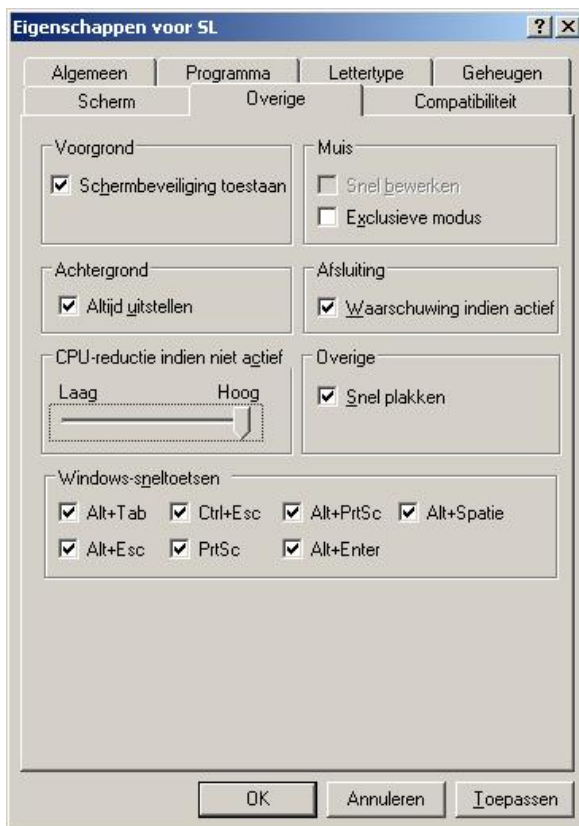 Eigenschappen voor SL
Algemeen Programma Lettertype Geheugen
Scherm Overige Compatibiliteit
Voorgrond
Schermbeveiliging toestaan
Muis
Snel bewerken
Exclusieve modus
Achtergrond
Altijd uitstellen
Afsluiting
Waarschuwing indien actief
CPU-reductie indien niet actief
Laag Hoog
Overige
Snel plakken
Windows-sneltoetsen
Alt+Tab Ctrl+Esc Alt+PrtSc Alt+Spatie
Alt+Esc PrtSc Alt+Enter
OK Annuleren Toepassen